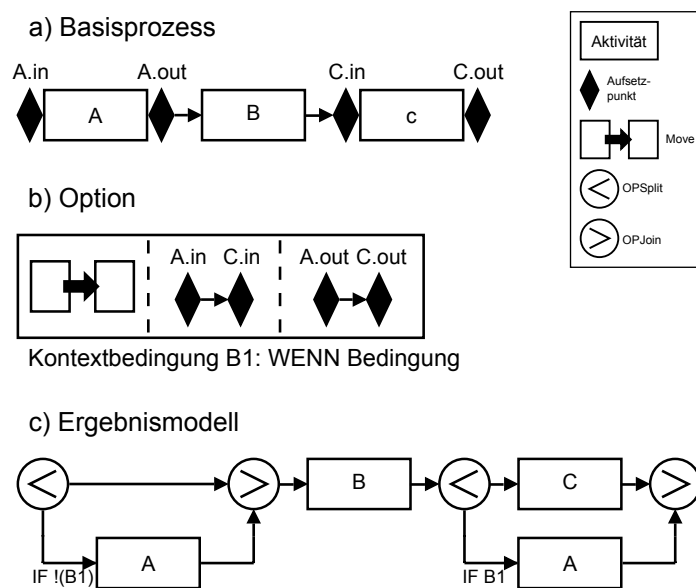 a) Basisprozess
A.in A.out C.in C.out
A B c
b) Option
A.in C.in A.out C.out
Kontextbedingung B1: WENN Bedingung
c) Ergebnismodell
< > B < C >
IF !(B1) A IF B1 A
Aktivität
Aufsetz-
punkt
Move
< OPSplit
> OPJoin